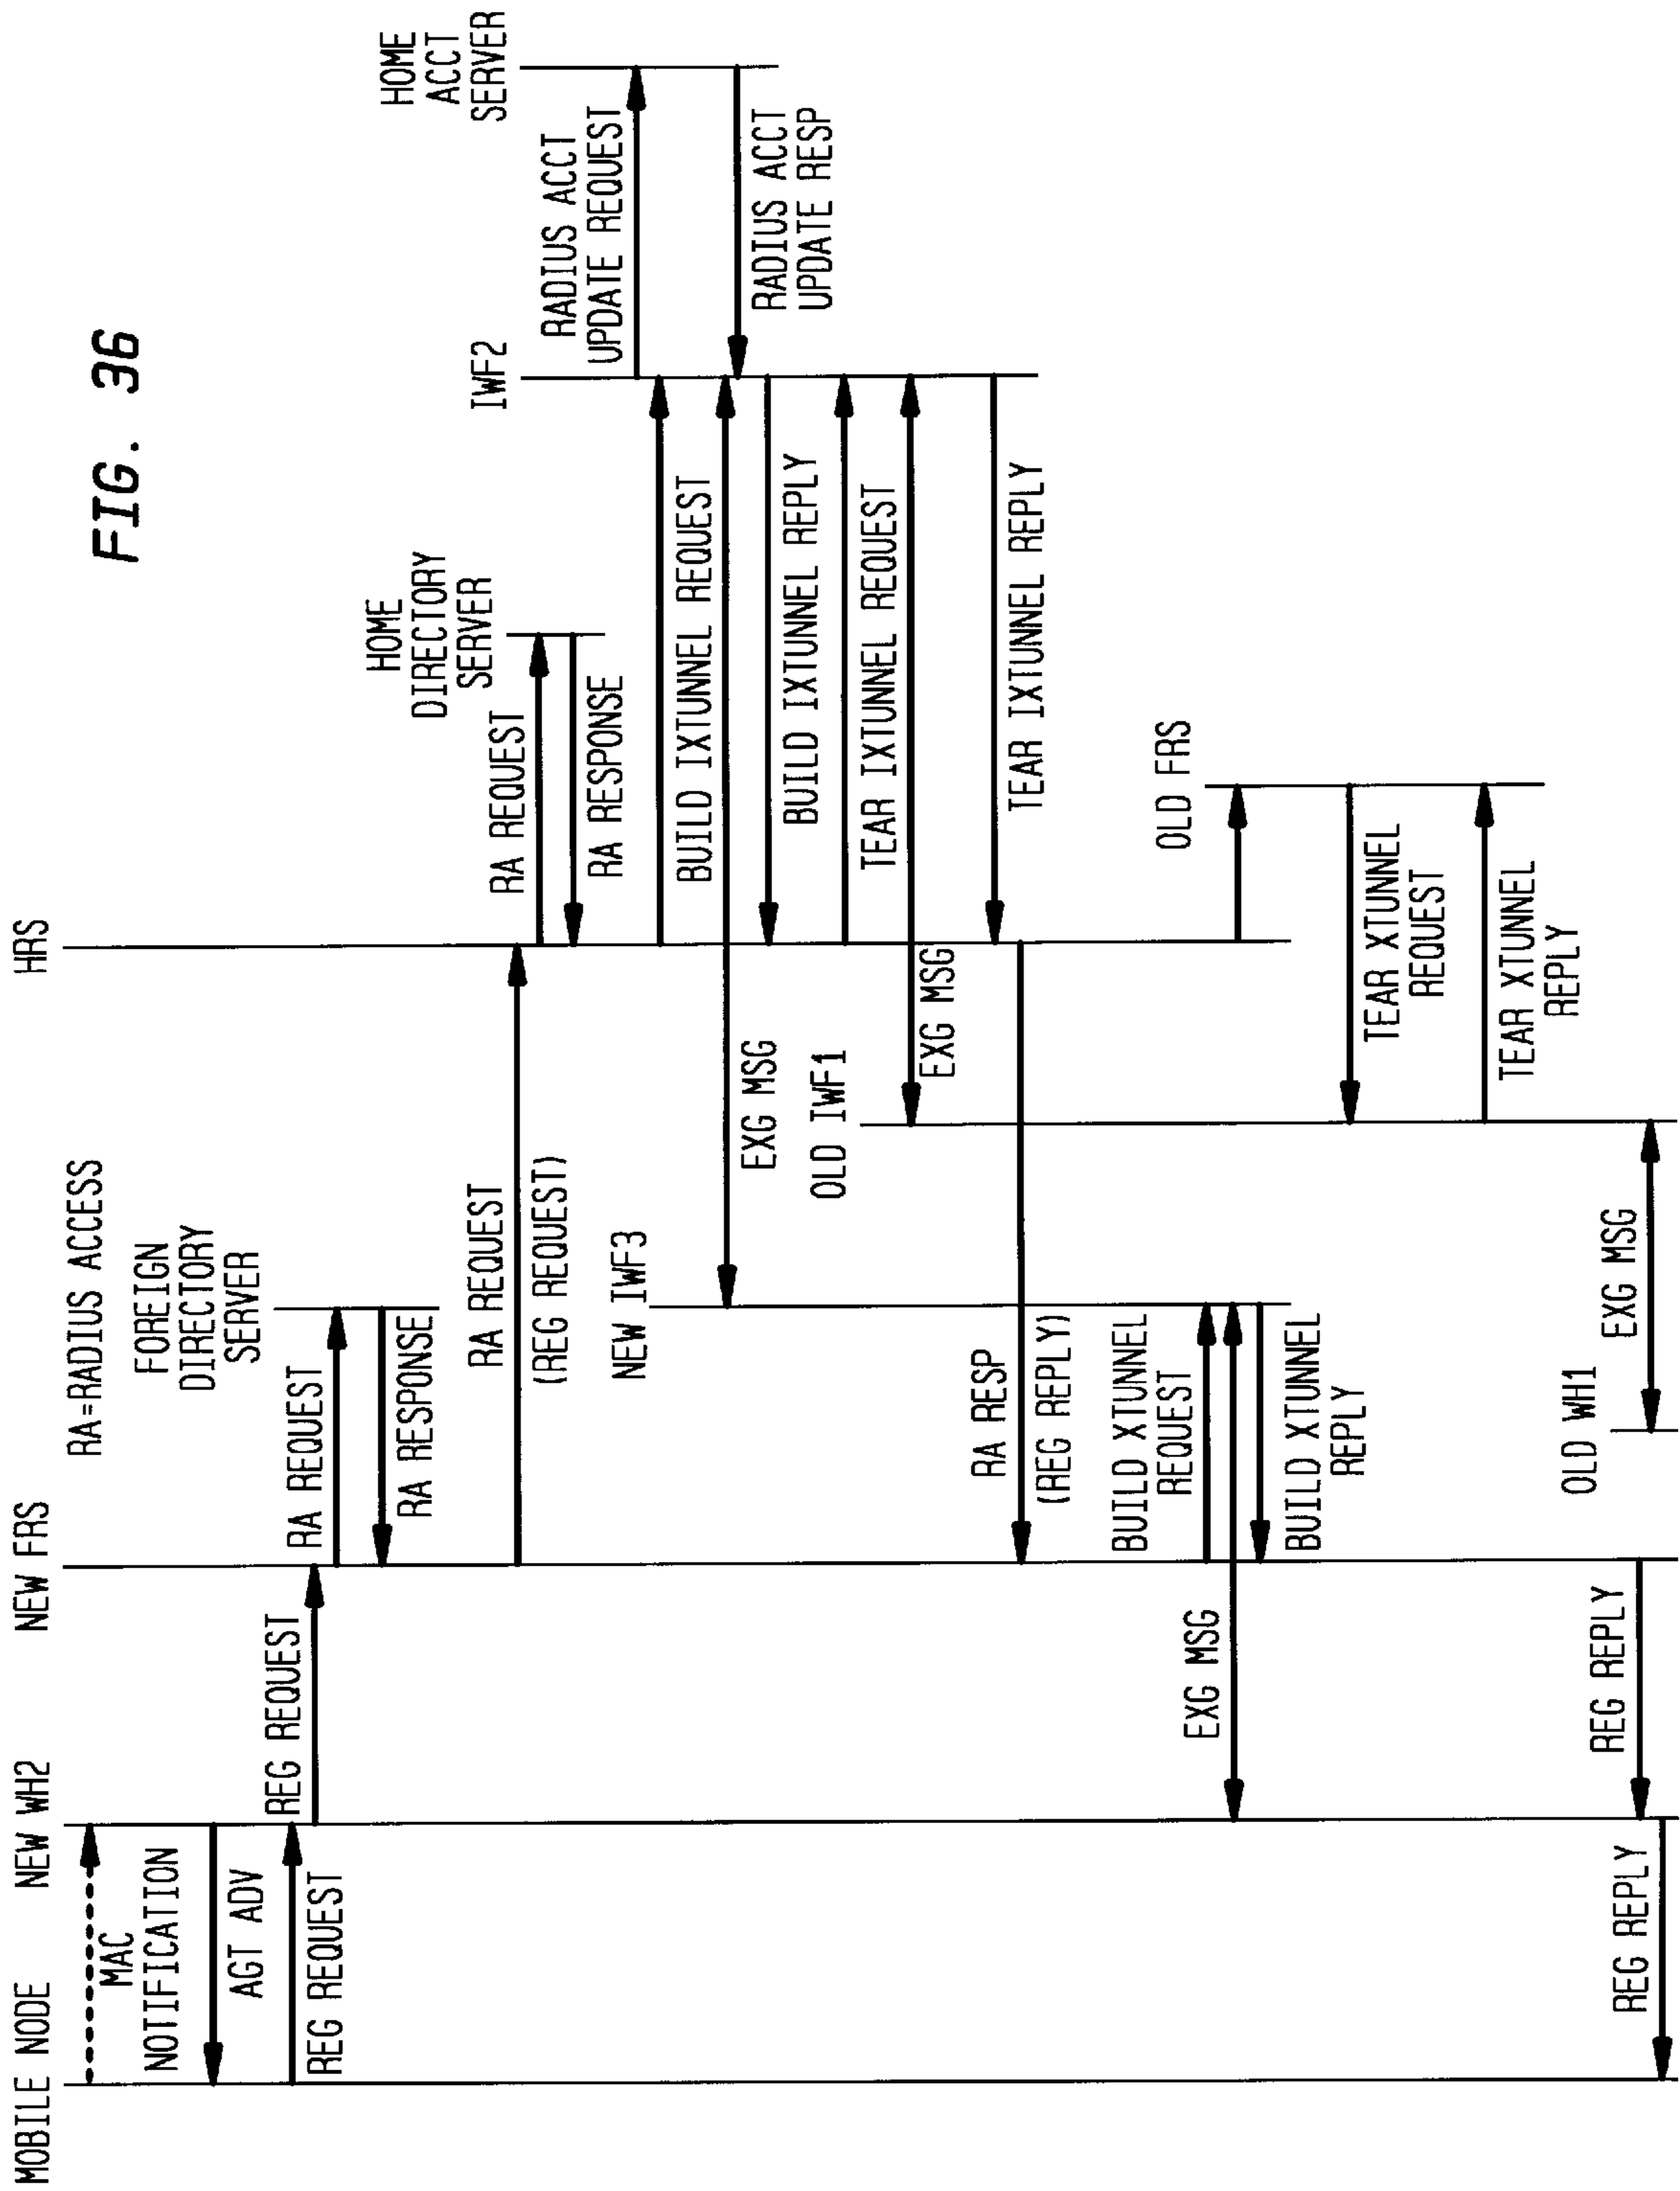 FIG. 36
MOBILE NODE
NEW WH2
NEW FRS
HRS
RA=RADIUS ACCESS
MAC
NOTIFICATION
AGT ADV
REG REQUEST
REG REQUEST
FOREIGN
DIRECTORY
SERVER
RA REQUEST
RA RESPONSE
RA REQUEST
(REG REQUEST)
HOME
DIRECTORY
SERVER
RA REQUEST
RA RESPONSE
IWF2
HOME
ACCT
SERVER
RADIUS ACCT
UPDATE REQUEST
RADIUS ACCT
UPDATE RESP
BUILD IXTUNNEL REQUEST
NEW IWF3
EXG MSG
BUILD IXTUNNEL REPLY
TEAR IXTUNNEL REQUEST
OLD IWF1
EXG MSG
TEAR IXTUNNEL REPLY
RA RESP
(REG REPLY)
BUILD XTUNNEL
REQUEST
EXG MSG
BUILD XTUNNEL
REPLY
OLD FRS
TEAR XTUNNEL
REQUEST
TEAR XTUNNEL
REPLY
OLD WH1
EXG MSG
REG REPLY
REG REPLY